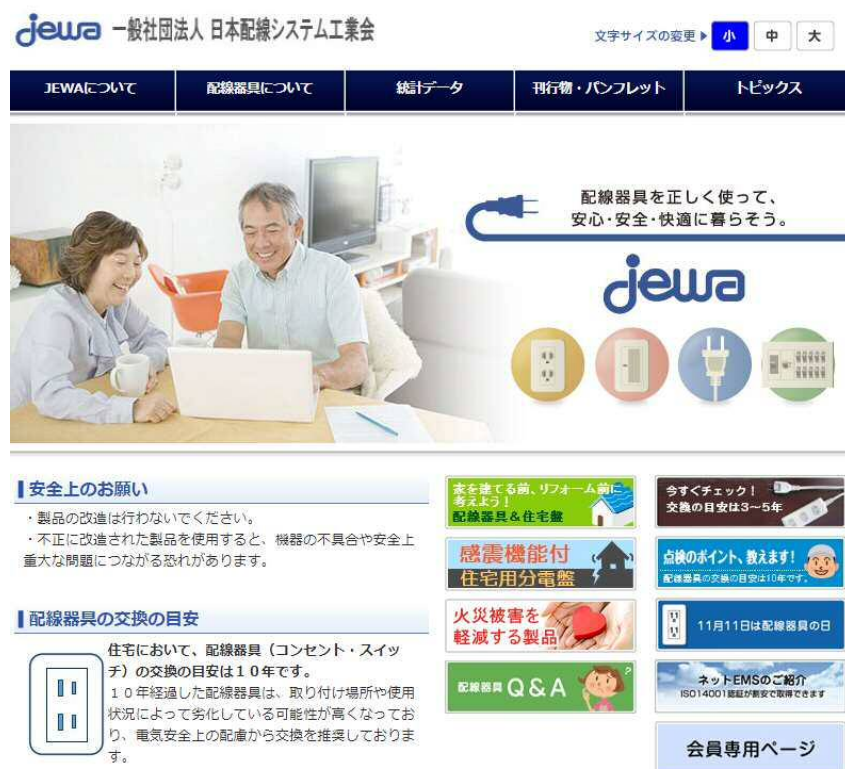 jewa 一般社団法人 日本配線システム工業会
文字サイズの変更 小 中 大
JEWAについて 配線器具について 統計データ 刊行物・パンフレット トピックス
配線器具を正しく使って、
安心・安全・快適に暮らそう。
jewa
安全上のお願い
・製品の改造は行わないでください。
・不正に改造された製品を使用すると、機器の不具合や安全上
重大な問題につながる恐れがあります。
配線器具の交換の目安
住宅において、配線器具（コンセント・スイッ
チ）の交換の目安は１０年です。
１０年経過した配線器具は、取り付け場所や使用
状況によって劣化している可能性が高くなってお
り、電気安全上の配慮から交換を推奨しておりま
す。
家を建てる前、リフォーム前に
考えよう！
配線器具&住宅盤
今すぐチェック！
交換の目安は3〜5年
感震機能付
住宅用分電盤
点検のポイント、教えます！
配線器具の交換の目安は10年です。
火災被害を
軽減する製品
11月11日は配線器具の日
配線器具 Q&A
ネットEMSのご紹介
ISO14001認証が割安で取得できます
会員専用ページ